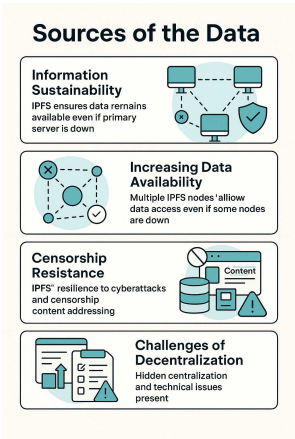 Sources of the Data
Information
Sustainability
IPFS ensures data rernains
available even if primary
server is down
Increasing Data
Availability
Multiple IPFS nodes 'alliow
data access even if some nodes
are down
Censorship
Resistance
IPFS" resilience to cyberattacks
and censorship
content addressing
Content
Challenges of
Decentralization
Hidden centralization
and technical issues
present